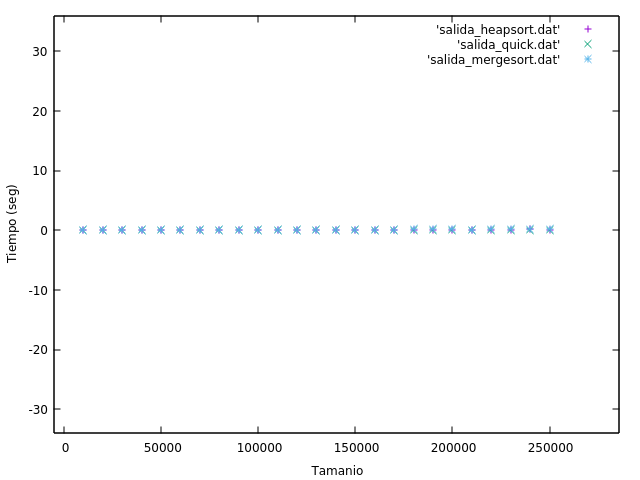 'salida_heapsort.dat'
'salida_quick.dat'
'salida_mergesort.dat'
30
20
10
0
-10
-20
-30
Tiempo (seg)
0 50000 100000 150000 200000 250000
Tamanio